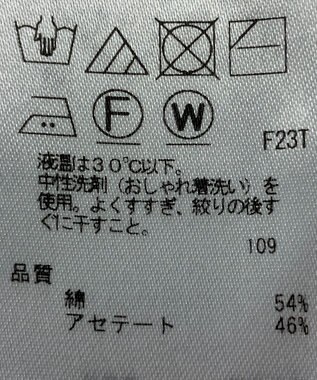 F W
F23T
液温は30℃以下。
中性洗剤（おしゃれ着洗い）を
使用。よくすすぎ、絞りの後す
ぐに干すこと。
109
品質
綿 54%
アセテート 46%